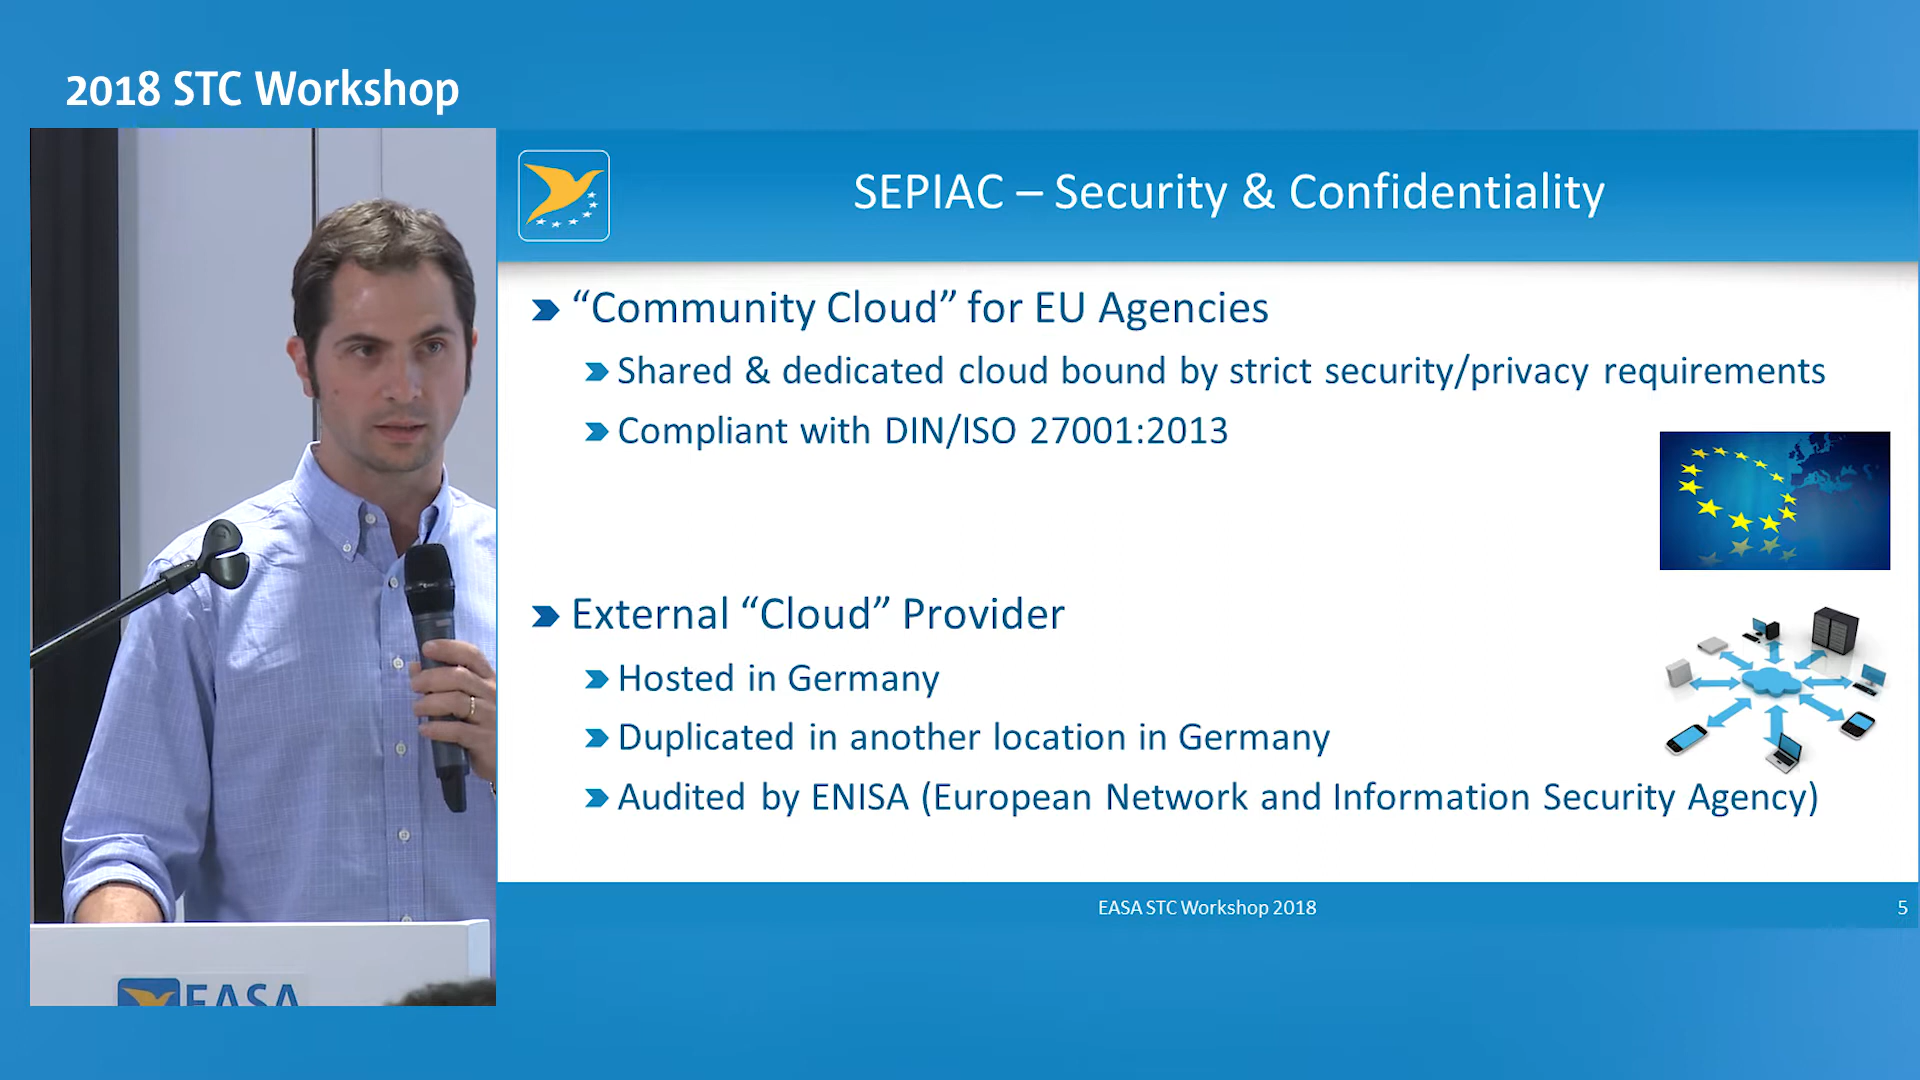 2018 STC Workshop
SEPIAC – Security & Confidentiality
“Community Cloud” for EU Agencies
Shared & dedicated cloud bound by strict security/privacy requirements
Compliant with DIN/ISO 27001:2013
External “Cloud” Provider
Hosted in Germany
Duplicated in another location in Germany
Audited by ENISA (European Network and Information Security Agency)
EASA STC Workshop 2018
5
EASA